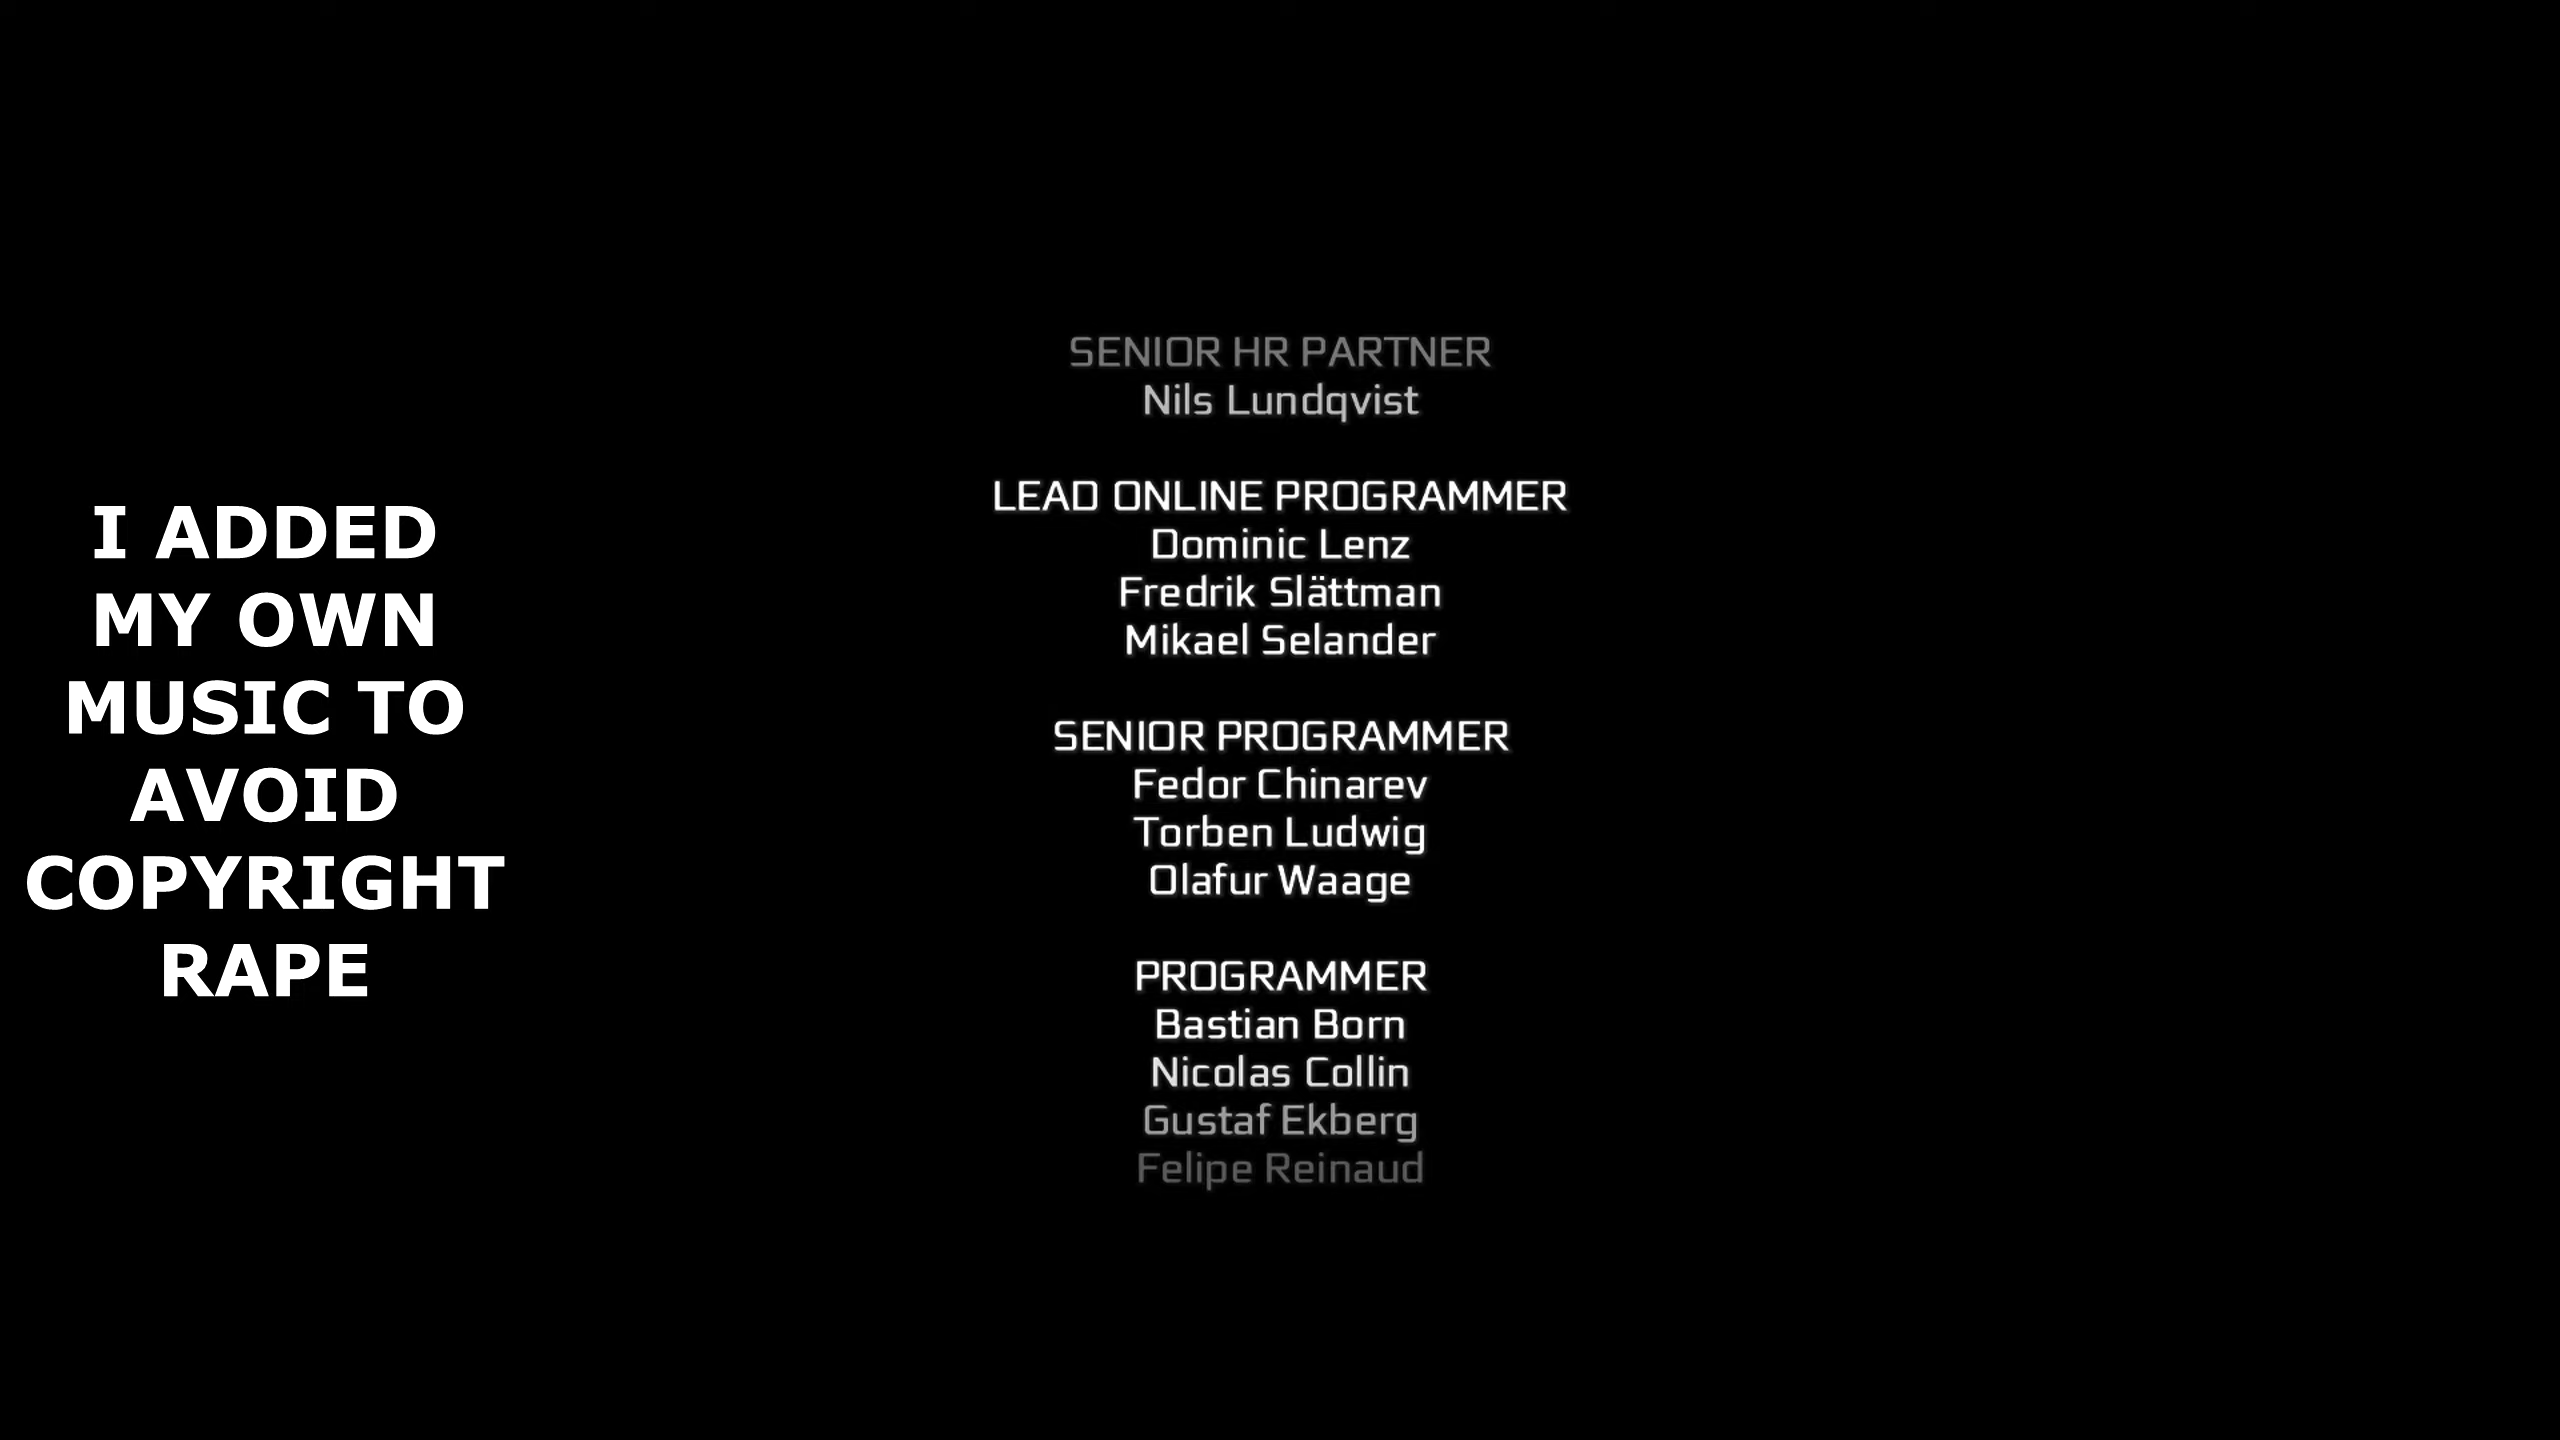 I ADDED
MY OWN
MUSIC TO
AVOID
COPYRIGHT
RAPE
SENIOR HR PARTNER
Nils Lundqvist
LEAD ONLINE PROGRAMMER
Dominic Lenz
Fredrik Slättman
Mikael Selander
SENIOR PROGRAMMER
Fedor Chinarev
Torben Ludwig
Olafur Waage
PROGRAMMER
Bastian Born
Nicolas Collin
Gustaf Ekberg
Felipe Reinaud